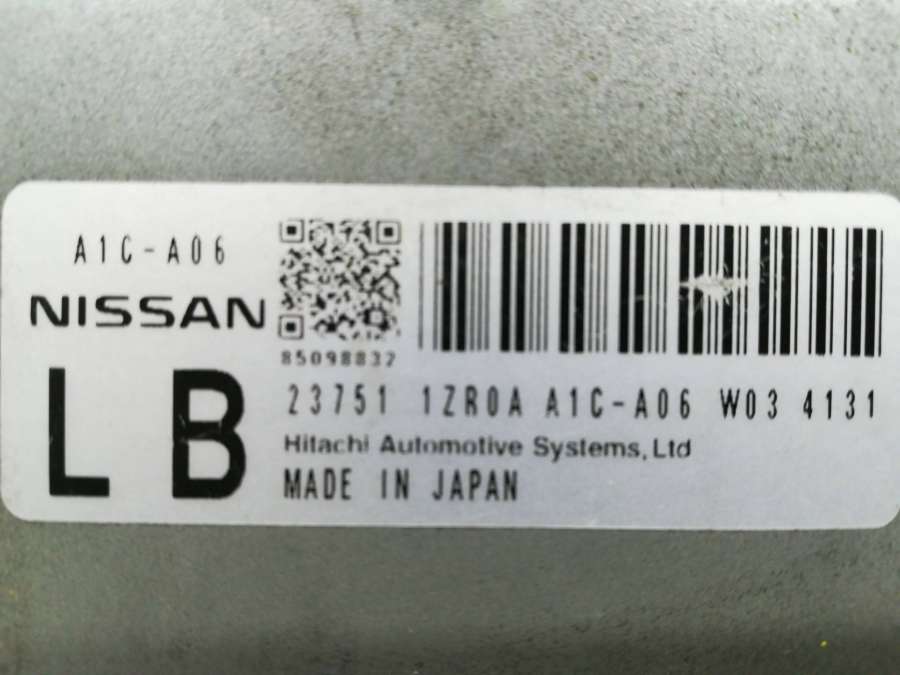 A1C-A06
NISSAN
LB
85098832
23751 1ZR0A A1C-A06 W03 4131
Hitachi Automotive Systems,Ltd
MADE IN JAPAN